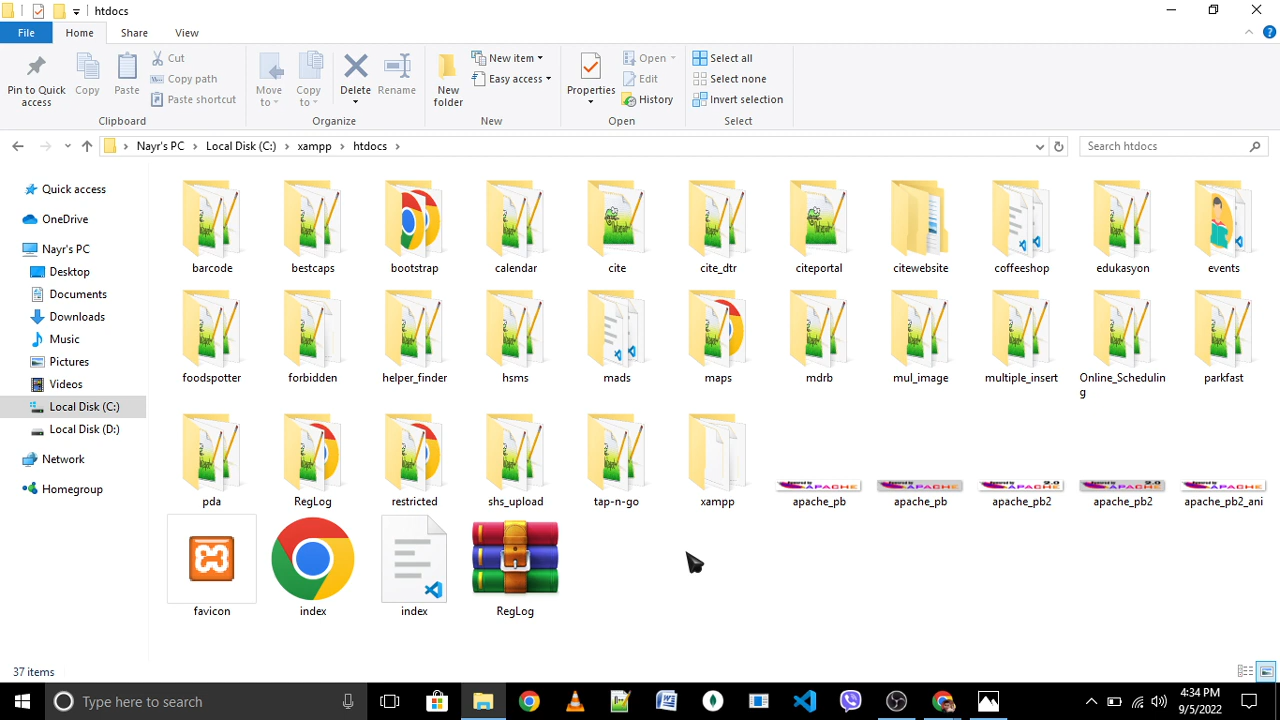 htdocs
File Home Share View
Pin to Quick access
Copy
Paste
Cut
Copy path
Paste shortcut
Clipboard
Move to
Copy to
Delete
Rename
Organize
New folder
New item
Easy access
New
Properties
Open
Edit
History
Open
Select all
Select none
Invert selection
Select
Nayr's PC Local Disk (C:) xampp htdocs
Search htdocs
Quick access
OneDrive
Nayr's PC
Desktop
Documents
Downloads
Music
Pictures
Videos
Local Disk (C:)
Local Disk (D:)
Network
Homegroup
barcode bestcaps bootstrap calendar cite cite_dtr citeportal citewebsite coffeeshop edukasyon events
foodspotter forbidden helper_finder hsms mads maps mdrb mul_image multiple_insert Online_Scheduling parkfast
pda RegLog restricted shs_upload tap-n-go xampp apache_pb apache_pb apache_pb2 apache_pb2 apache_pb2_ani
favicon index index RegLog
37 items
Type here to search
4:34 PM
9/5/2022